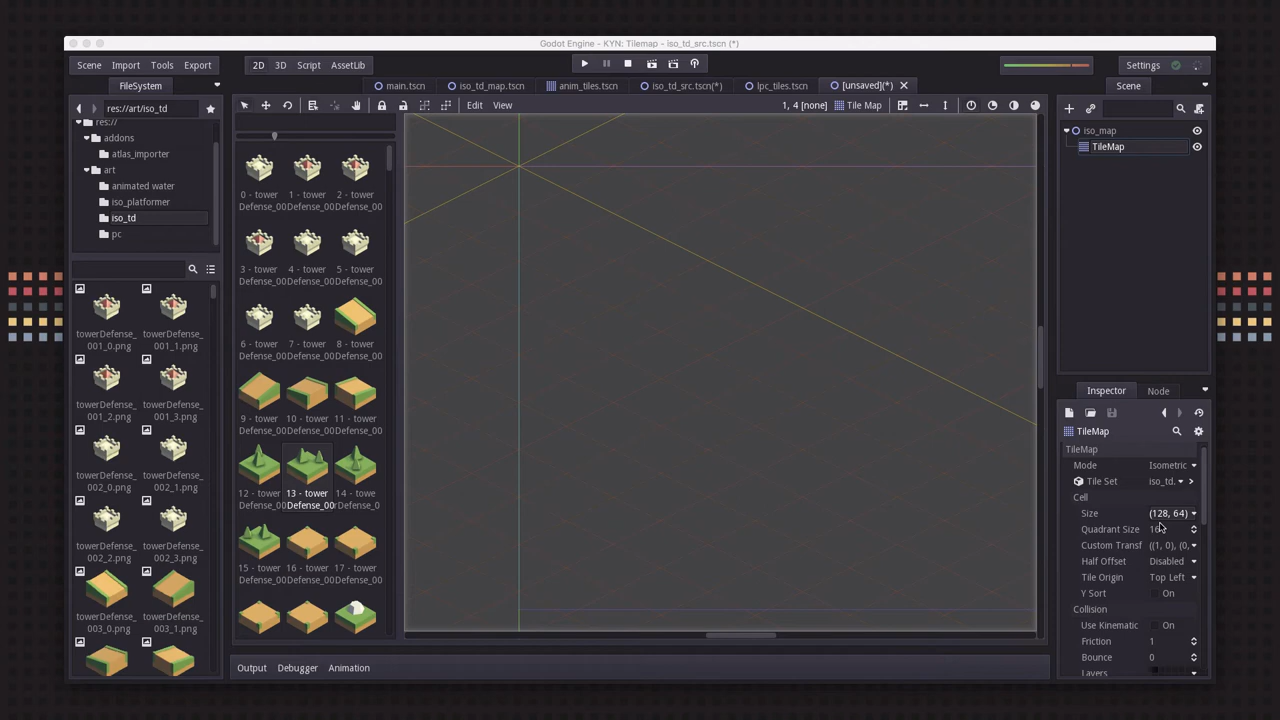 Godot Engine - KYN: Tilemap - iso_td_src.tscn (*)
Scene Import Tools Export
2D 3D Script AssetLib
Settings
FileSystem
main.tscn iso_td_map.tscn anim_tiles.tscn iso_td_src.tscn(*) lpc_tiles.tscn [unsaved](*)
Scene
res://art/iso_td
Edit View
1, 4 [none] Tile Map
res://
addons
atlas_importer
art
animated water
iso_platformer
iso_td
pc
towerDefense_
001_0.png
towerDefense_
001_1.png
towerDefense_
001_2.png
towerDefense_
001_3.png
towerDefense_
002_0.png
towerDefense_
002_1.png
towerDefense_
002_2.png
towerDefense_
002_3.png
towerDefense_
003_0.png
towerDefense_
003_1.png
0 - tower 1 - tower 2 - tower
Defense_00 Defense_00 Defense_00
3 - tower 4 - tower 5 - tower
Defense_00 Defense_00 Defense_00
6 - tower 7 - tower 8 - tower
Defense_00 Defense_00 Defense_00
9 - tower 10 - tower 11 - tower
Defense_00 Defense_00 Defense_00
12 - tower 13 - tower 14 - towe
Defense_00 Defense_00 rDefense_0
15 - tower 16 - tower 17 - tower
Defense_00 Defense_00 Defense_00
iso_map
TileMap
Inspector Node
TileMap
TileMap
Mode Isometric
Tile Set iso_td.
Cell
Size (128, 64)
Quadrant Size
Custom Transf ((1, 0), (0,
Half Offset Disabled
Tile Origin Top Left
Y Sort On
Collision
Use Kinematic On
Friction 1
Bounce 0
Layers
Output Debugger Animation